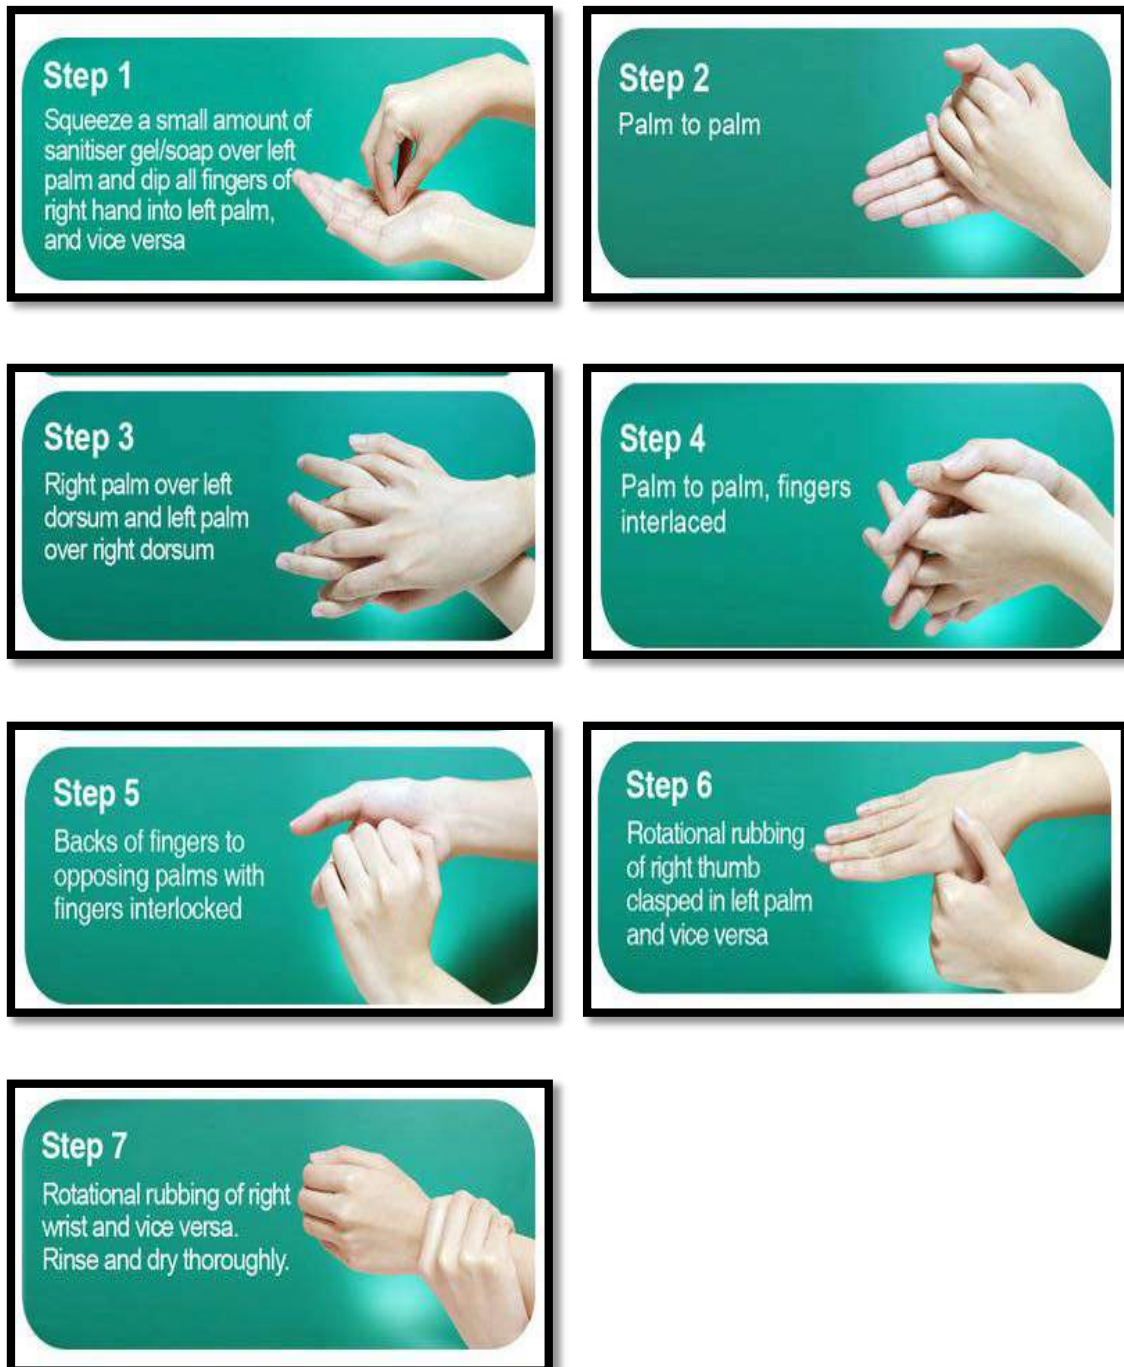 Step 1
Squeeze a small amount of
sanitiser gel/soap over left
palm and dip all fingers of
right hand into left palm,
and vice versa
Step 2
Palm to palm
Step 3
Right palm over left
dorsum and left palm
over right dorsum
Step 4
Palm to palm, fingers
interlaced
Step 5
Backs of fingers to
opposing palms with
fingers interlocked
Step 6
Rotational rubbing
of right thumb
clasped in left palm
and vice versa
Step 7
Rotational rubbing of right
wrist and vice versa.
Rinse and dry thoroughly.